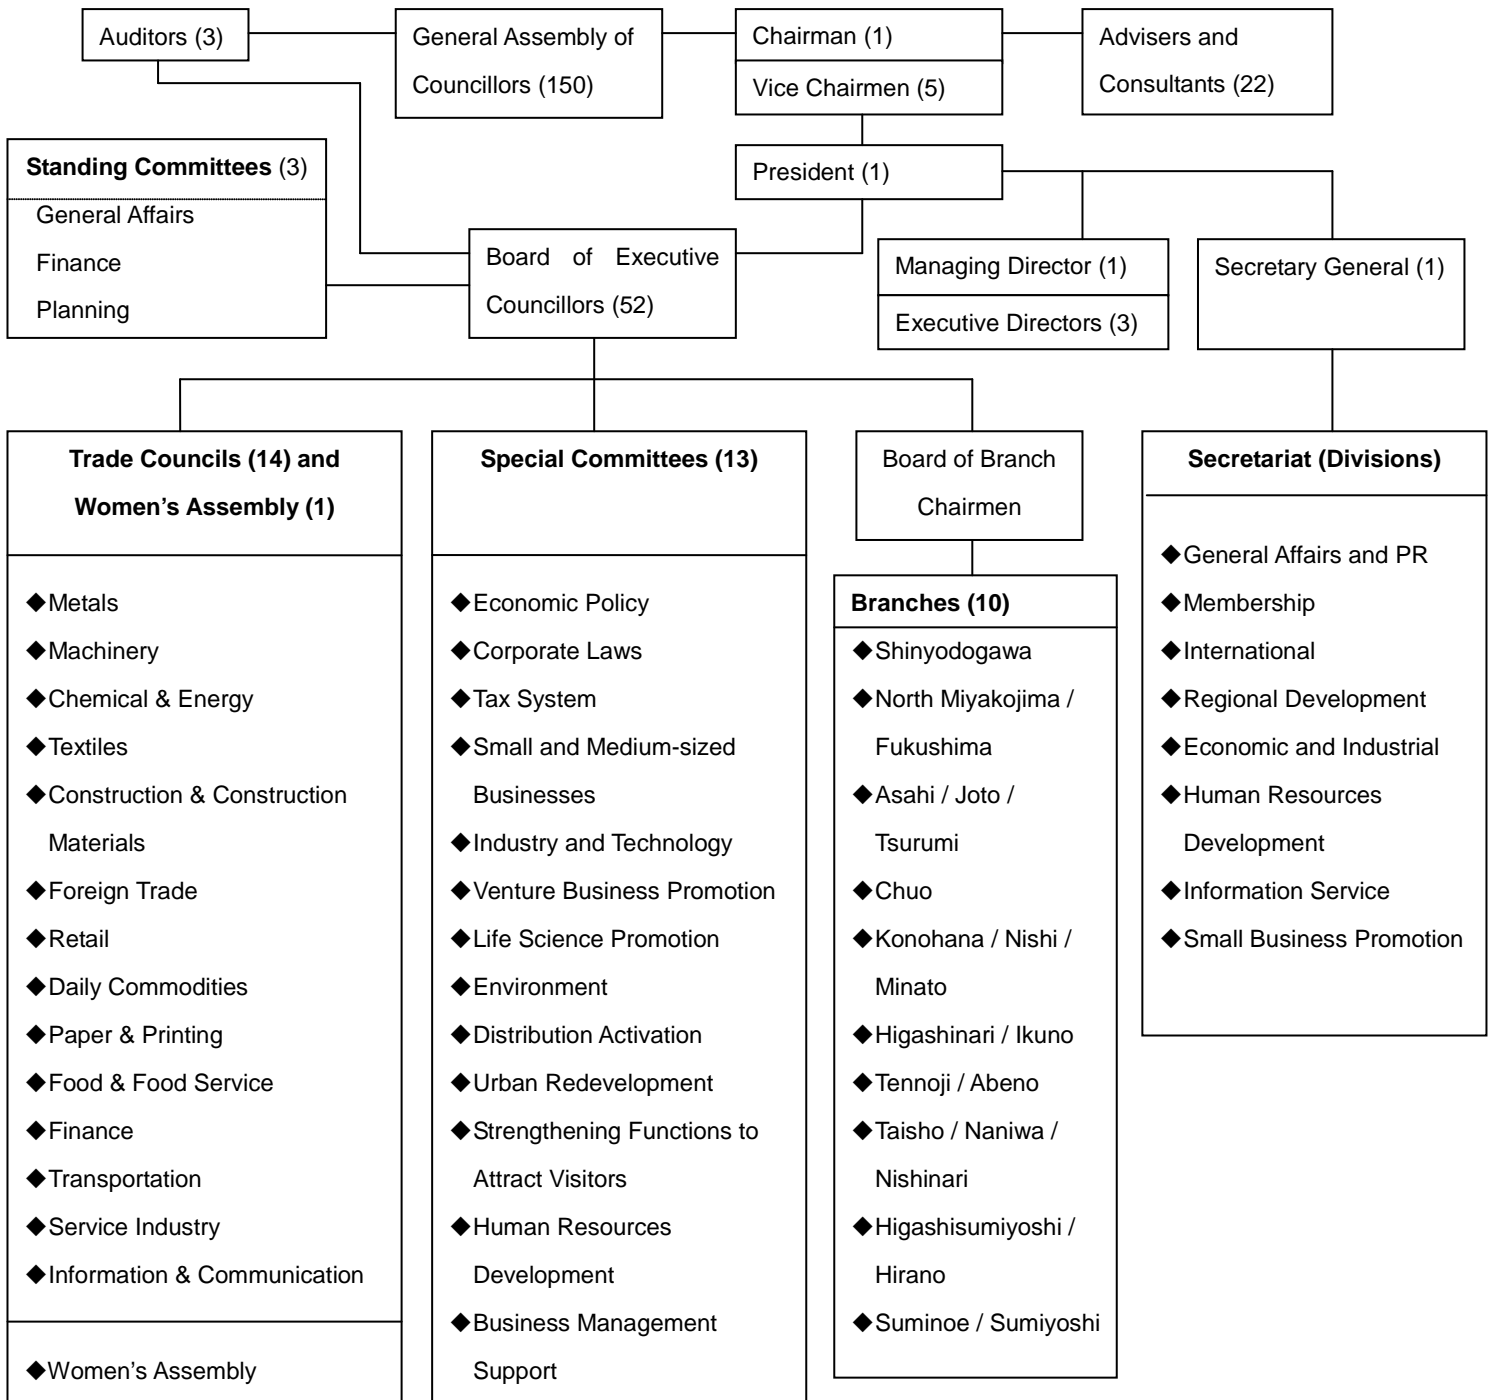 Auditors (3)
General Assembly of
Councillors (150)
Chairman (1)
Vice Chairmen (5)
Advisers and
Consultants (22)
Standing Committees (3)
General Affairs
Finance
Planning
President (1)
Board of Executive
Councillors (52)
Managing Director (1)
Executive Directors (3)
Secretary General (1)
Trade Councils (14) and
Women’s Assembly (1)
◆Metals
◆Machinery
◆Chemical & Energy
◆Textiles
◆Construction & Construction
Materials
◆Foreign Trade
◆Retail
◆Daily Commodities
◆Paper & Printing
◆Food & Food Service
◆Finance
◆Transportation
◆Service Industry
◆Information & Communication
◆Women’s Assembly
Special Committees (13)
◆Economic Policy
◆Corporate Laws
◆Tax System
◆Small and Medium-sized
Businesses
◆Industry and Technology
◆Venture Business Promotion
◆Life Science Promotion
◆Environment
◆Distribution Activation
◆Urban Redevelopment
◆Strengthening Functions to
Attract Visitors
◆Human Resources
Development
◆Business Management
Support
Board of Branch
Chairmen
Branches (10)
◆Shinyodogawa
◆North Miyakojima /
Fukushima
◆Asahi / Joto /
Tsurumi
◆Chuo
◆Konohana / Nishi /
Minato
◆Higashinari / Ikuno
◆Tennoji / Abeno
◆Taisho / Naniwa /
Nishinari
◆Higashisumiyoshi /
Hirano
◆Suminoe / Sumiyoshi
Secretariat (Divisions)
◆General Affairs and PR
◆Membership
◆International
◆Regional Development
◆Economic and Industrial
◆Human Resources
Development
◆Information Service
◆Small Business Promotion